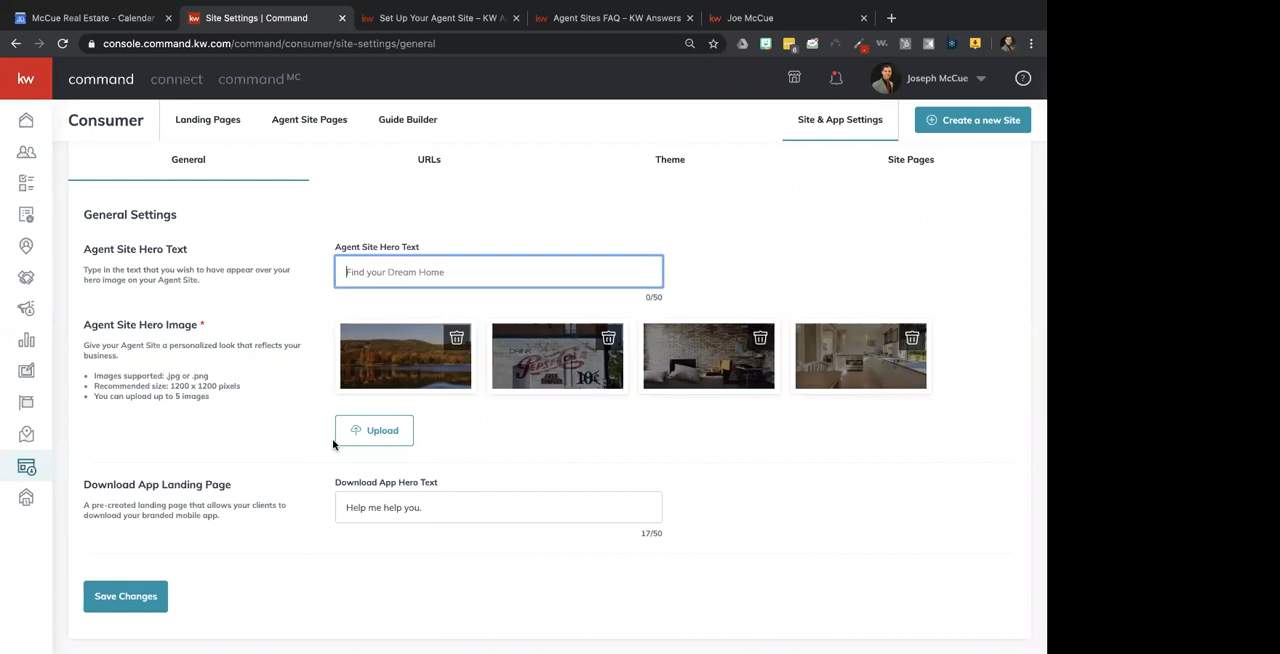 McCue Real Estate - Calendar
Site Settings | Command
Set Up Your Agent Site – KW A
Agent Sites FAQ – KW Answers
Joe McCue
console.command.kw.com/command/consumer/site-settings/general
kw
command
connect
command MC
Joseph McCue
Consumer
Landing Pages
Agent Site Pages
Guide Builder
Site & App Settings
Create a new Site
General
URLs
Theme
Site Pages
General Settings
Agent Site Hero Text
Type in the text that you wish to have appear over your
hero image on your Agent Site.
Agent Site Hero Text
Find your Dream Home
0/50
Agent Site Hero Image *
Give your Agent Site a personalized look that reflects your
business.
• Images supported: .jpg or .png
• Recommended size: 1200 x 1200 pixels
• You can upload up to 5 images
DRINK
PEPSI-COLA
10¢
Upload
Download App Landing Page
A pre-created landing page that allows your clients to
download your branded mobile app.
Download App Hero Text
Help me help you.
17/50
Save Changes